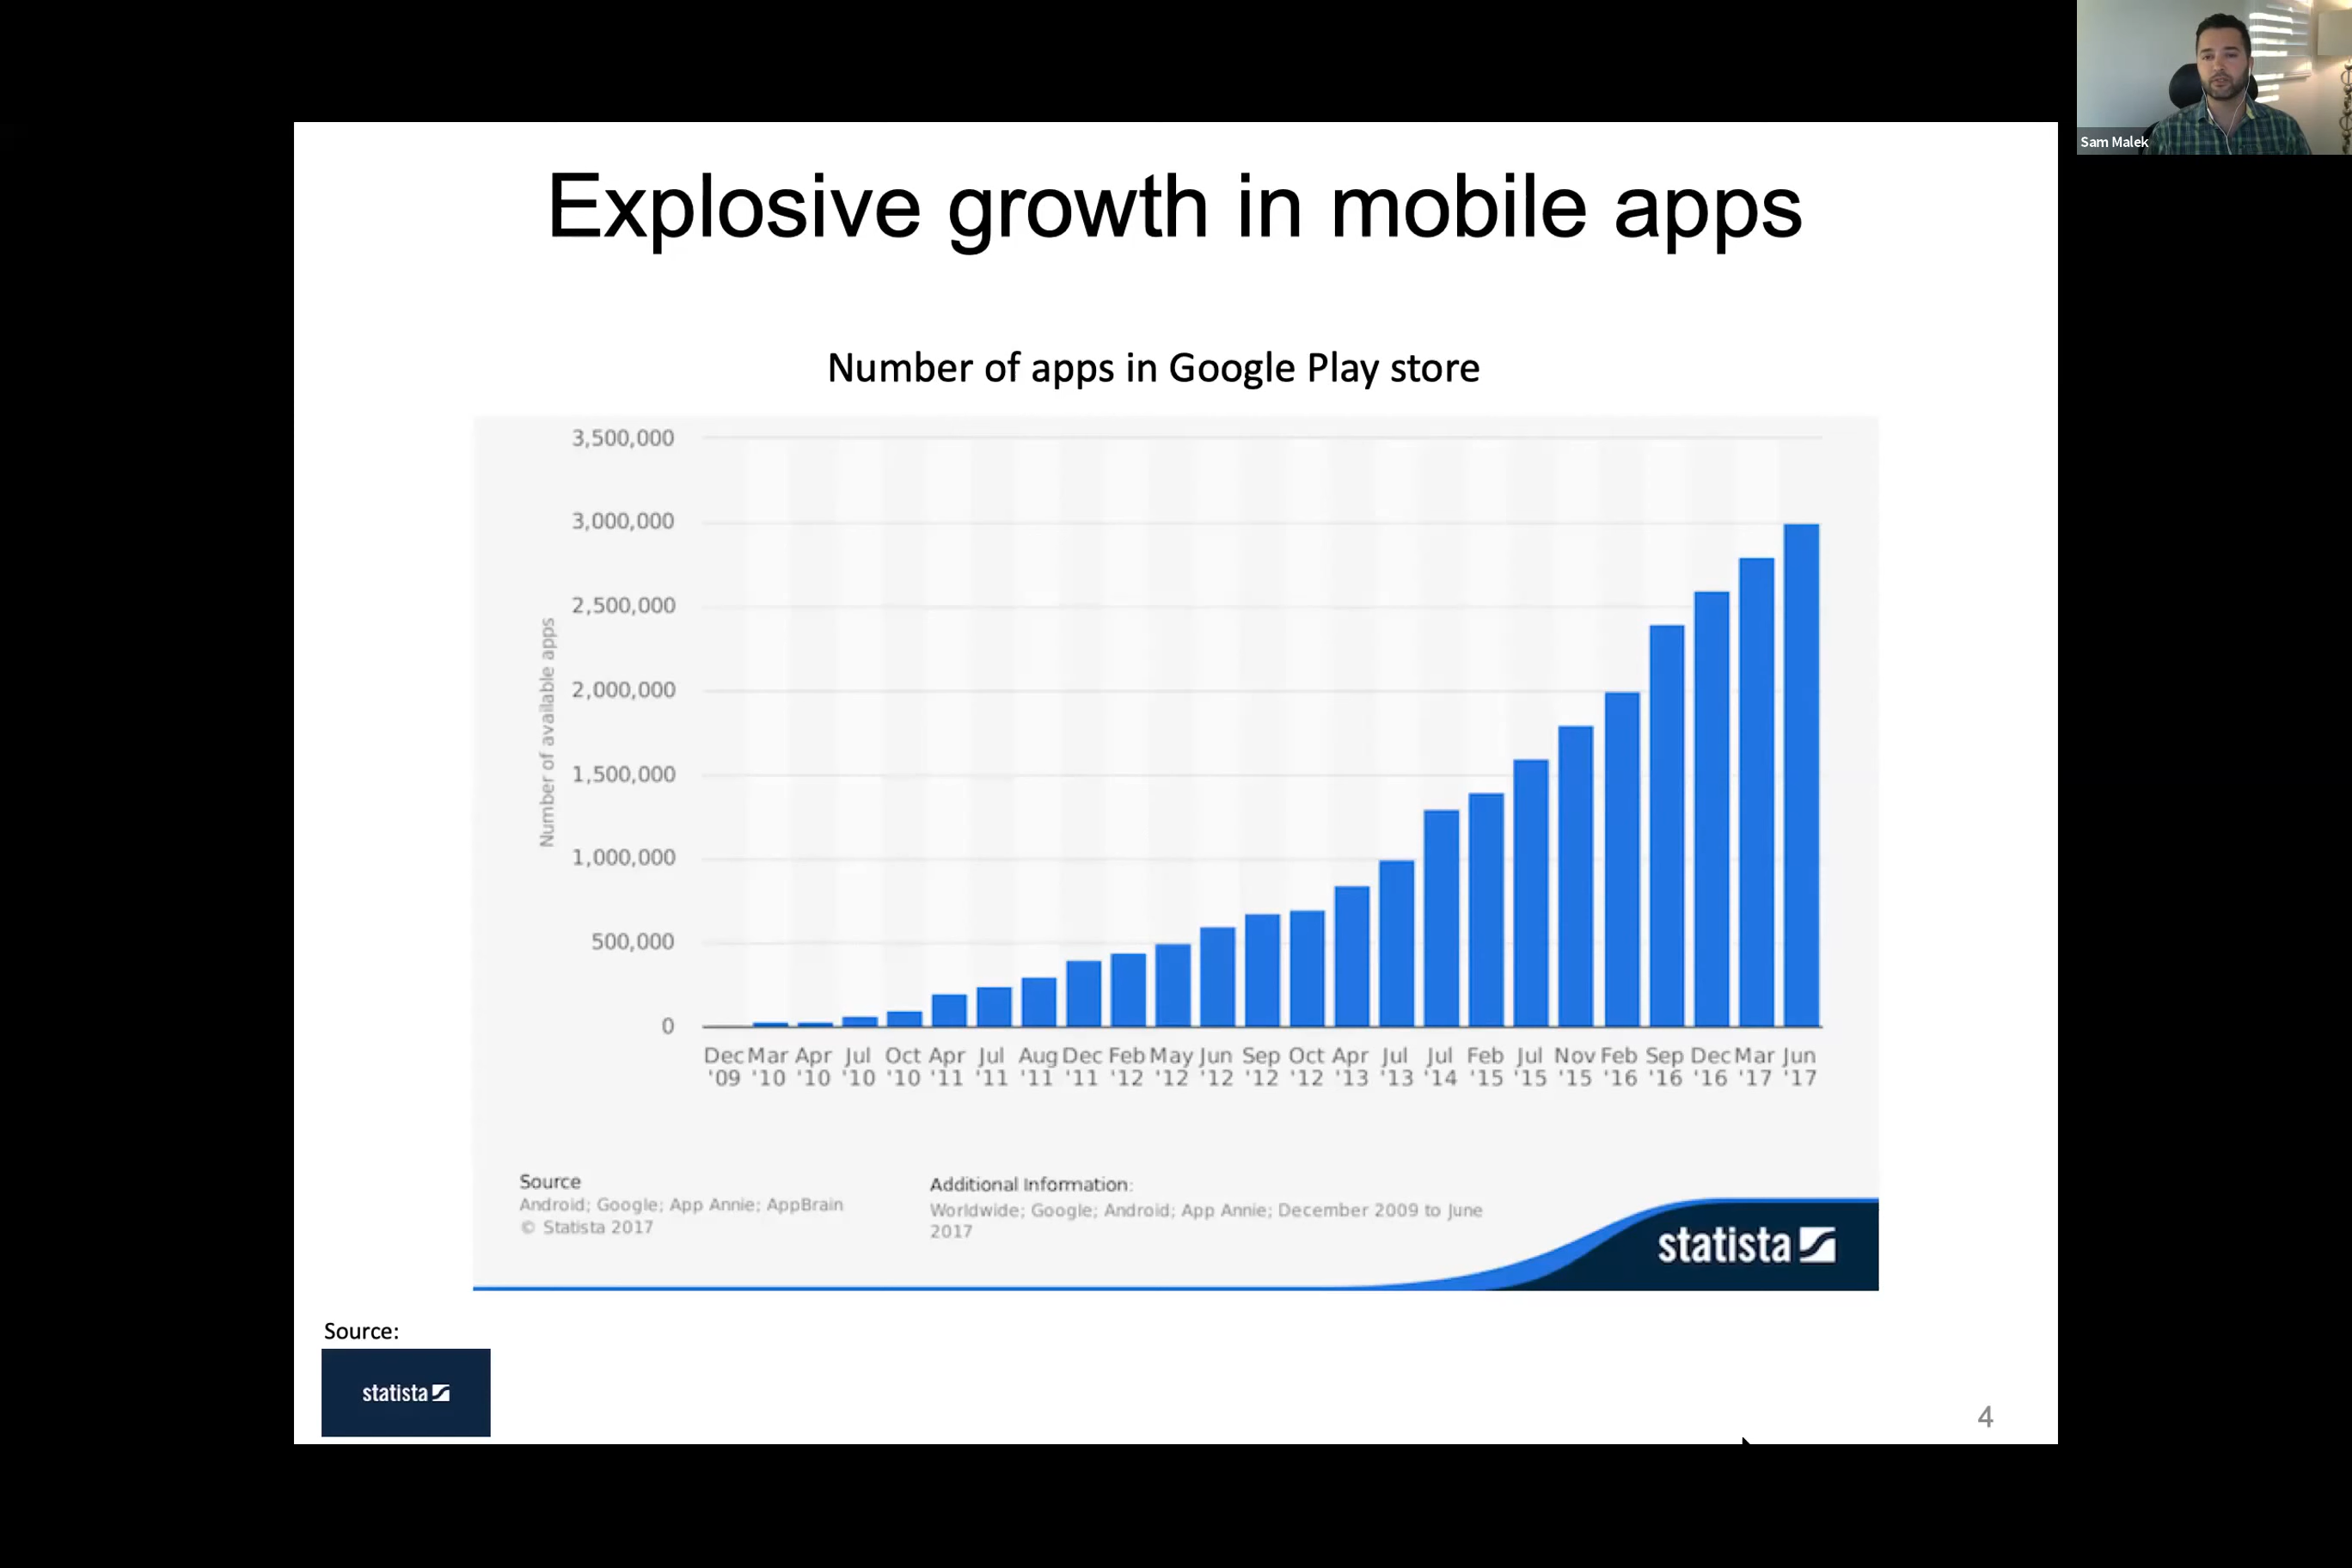 Sam Malek
Explosive growth in mobile apps
Number of apps in Google Play store
3,500,000
3,000,000
2,500,000
2,000,000
1,500,000
1,000,000
500,000
0
Number of available apps
Dec Mar Apr Jul Oct Apr Jul Aug Dec Feb May Jun Sep Oct Apr Jul Jul Feb Jul Nov Feb Sep Dec Mar Jun
'09 '10 '10 '10 '10 '11 '11 '11 '11 '12 '12 '12 '12 '12 '13 '13 '14 '15 '15 '15 '16 '16 '16 '17 '17
Source
Android; Google; App Annie; AppBrain
© Statista 2017
Additional Information:
Worldwide; Google; Android; App Annie; December 2009 to June
2017
statista
Source:
statista
4